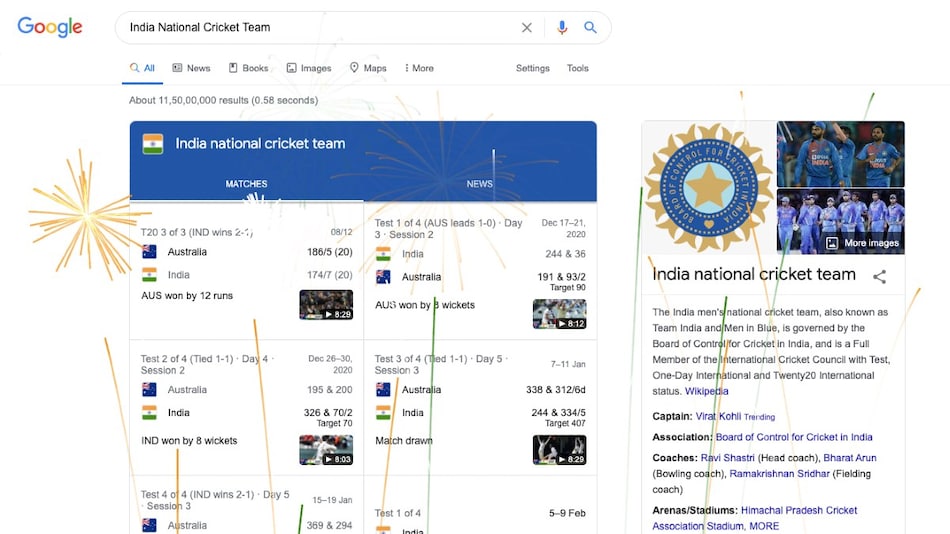 Google
India National Cricket Team
All
News
Books
Images
Maps
More
Settings
Tools
About 11,50,00,000 results (0.58 seconds)
India national cricket team
MATCHES
NEWS
T20 3 of 3 (IND wins 2-1)
08/12
Australia
186/5 (20)
India
174/7 (20)
AUS won by 12 runs
8:29
Test 1 of 4 (AUS leads 1-0) · Day
3 · Session 2
Dec 17–21,
2020
India
244 & 36
Australia
191 & 93/2
Target 90
AUS won by 8 wickets
8:12
Test 2 of 4 (Tied 1-1) · Day 4 ·
Session 2
Dec 26–30,
2020
Australia
195 & 200
India
326 & 70/2
Target 70
IND won by 8 wickets
8:03
Test 3 of 4 (Tied 1-1) · Day 5 ·
Session 3
7–11 Jan
Australia
338 & 312/6d
India
244 & 334/5
Target 407
Match drawn
8:29
Test 4 of 4 (IND wins 2-1) · Day 5
· Session 3
15–19 Jan
Australia
369 & 294
Test 1 of 4
5–9 Feb
India
BOARD OF CONTROL FOR CRICKET IN INDIA
INDIA
More images
India national cricket team
The India men's national cricket team, also known as
Team India and Men in Blue, is governed by the
Board of Control for Cricket in India, and is a Full
Member of the International Cricket Council with Test,
One-Day International and Twenty20 International
status. Wikipedia
Captain: Virat Kohli Trending
Association: Board of Control for Cricket in India
Coaches: Ravi Shastri (Head coach), Bharat Arun
(Bowling coach), Ramakrishnan Sridhar (Fielding
coach)
Arenas/Stadiums: Himachal Pradesh Cricket
Association Stadium, MORE